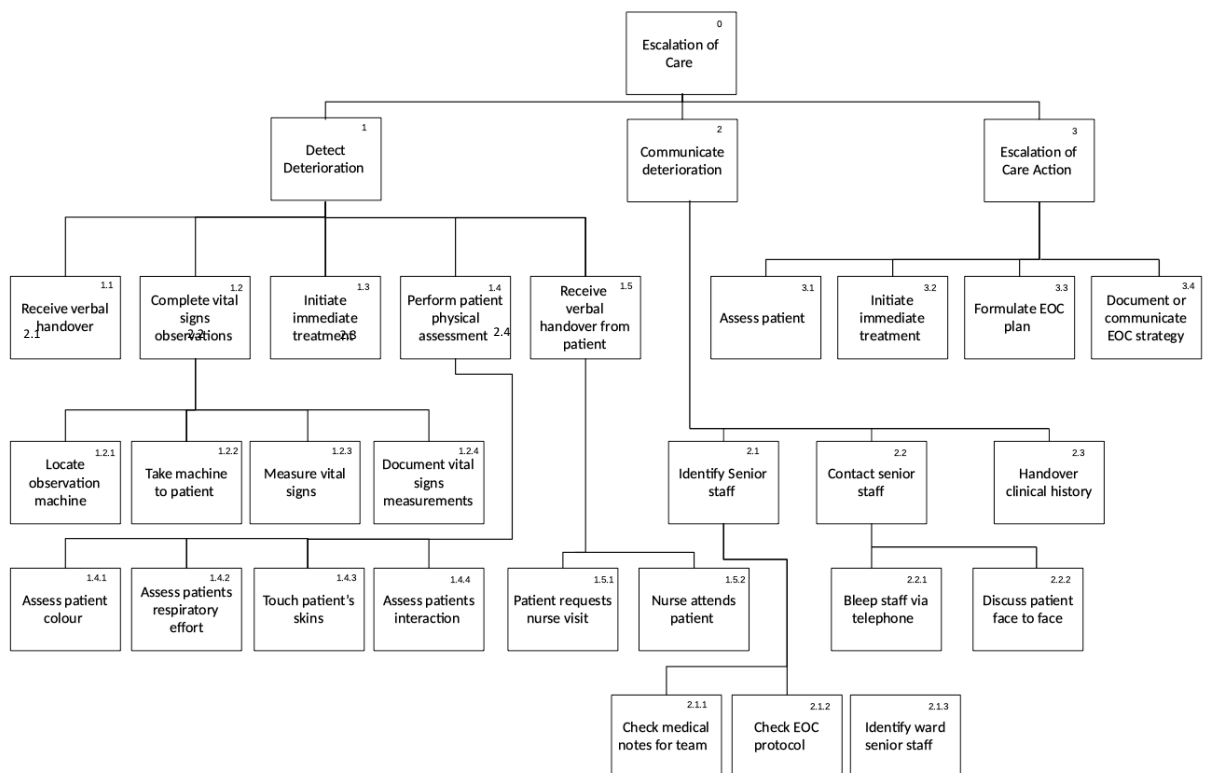 0
Escalation of
Care
1
Detect
Deterioration
2
Communicate
deterioration
3
Escalation of
Care Action
1.1
Receive verbal
handover
2.1
1.2
Complete vital
signs
observations
2.2
1.3
Initiate
immediate
treatment
2.3
1.4
Perform patient
physical
assessment
2.4
1.5
Receive
verbal
handover from
patient
3.1
Assess patient
3.2
Initiate
immediate
treatment
3.3
Formulate EOC
plan
3.4
Document or
communicate
EOC strategy
1.2.1
Locate
observation
machine
1.2.2
Take machine
to patient
1.2.3
Measure vital
signs
1.2.4
Document vital
signs
measurements
2.1
Identify Senior
staff
2.2
Contact senior
staff
2.3
Handover
clinical history
1.4.1
Assess patient
colour
1.4.2
Assess patients
respiratory
effort
1.4.3
Touch patient's
skins
1.4.4
Assess patients
interaction
1.5.1
Patient requests
nurse visit
1.5.2
Nurse attends
patient
2.2.1
Bleep staff via
telephone
2.2.2
Discuss patient
face to face
2.1.1
Check medical
notes for team
2.1.2
Check EOC
protocol
2.1.3
Identify ward
senior staff